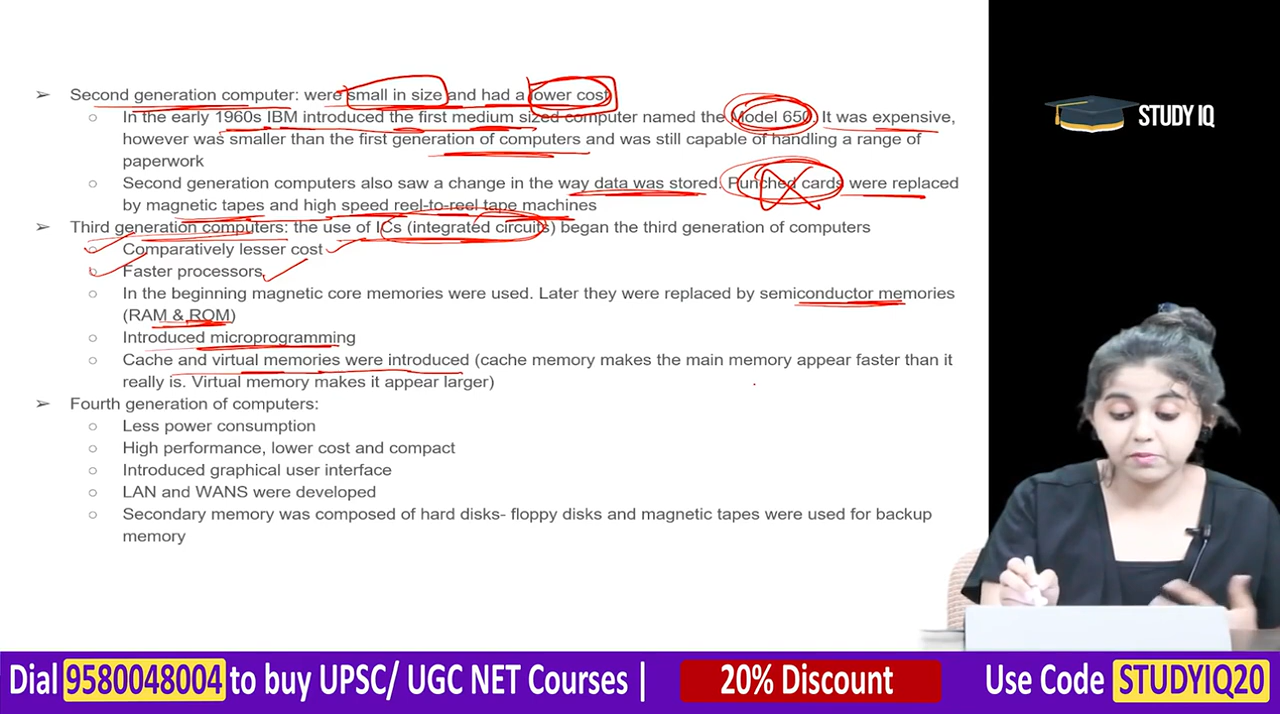 ➢ Second generation computer: were small in size and had a lower cost
○ In the early 1960s IBM introduced the first medium sized computer named the Model 650. It was expensive,
however was smaller than the first generation of computers and was still capable of handling a range of
paperwork
○ Second generation computers also saw a change in the way data was stored. Punched cards were replaced
by magnetic tapes and high speed reel-to-reel tape machines
➢ Third generation computers: the use of ICs (integrated circuits) began the third generation of computers
○ Comparatively lesser cost
○ Faster processors
○ In the beginning magnetic core memories were used. Later they were replaced by semiconductor memories
(RAM & ROM)
○ Introduced microprogramming
○ Cache and virtual memories were introduced (cache memory makes the main memory appear faster than it
really is. Virtual memory makes it appear larger)
➢ Fourth generation of computers:
○ Less power consumption
○ High performance, lower cost and compact
○ Introduced graphical user interface
○ LAN and WANS were developed
○ Secondary memory was composed of hard disks- floppy disks and magnetic tapes were used for backup
memory
STUDY IQ
Dial 9580048004 to buy UPSC/ UGC NET Courses | 20% Discount Use Code STUDYIQ20